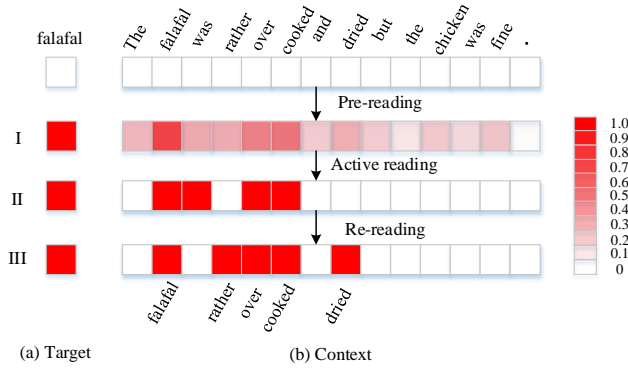 falafal
The falafal was rather over cooked and dried but the chicken was fine .
Pre-reading
I
Active reading
II
Re-reading
III
falafal rather over cooked dried
1.0
0.9
0.8
0.7
0.6
0.5
0.4
0.3
0.2
0.1
0
(a) Target
(b) Context